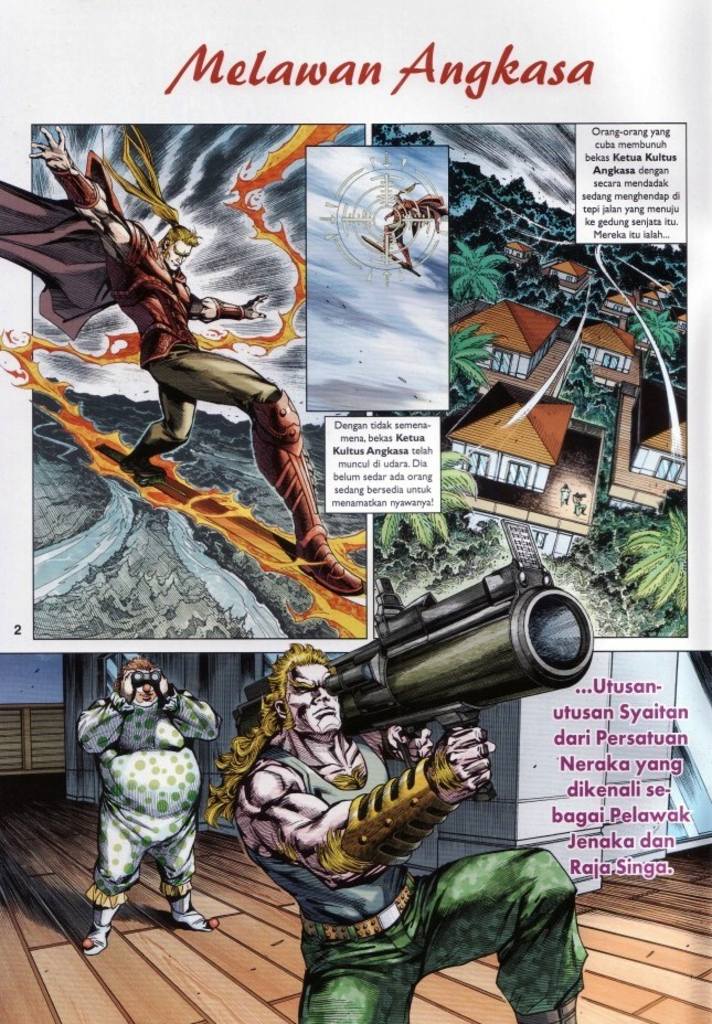 Melawan Angkasa
Orang-orang yang
cuba membunuh
bekas Ketua Kultus
Angkasa dengan
secara mendadak
sedang menghendap di
tepi jalan yang menuju
ke gedung senjata itu.
Mereka itu ialah...
Dengan tidak semena-
mena, bekas Ketua
Kultus Angkasa telah
muncul di udara. Dia
belum sedar ada orang
sedang bersedia untuk
menamatkan nyawanya!
2
...Utusan-
utusan Syaitan
dari Persatuan
Neraka yang
dikenali se-
bagai Pelawak
Jenaka dan
Raja Singa.